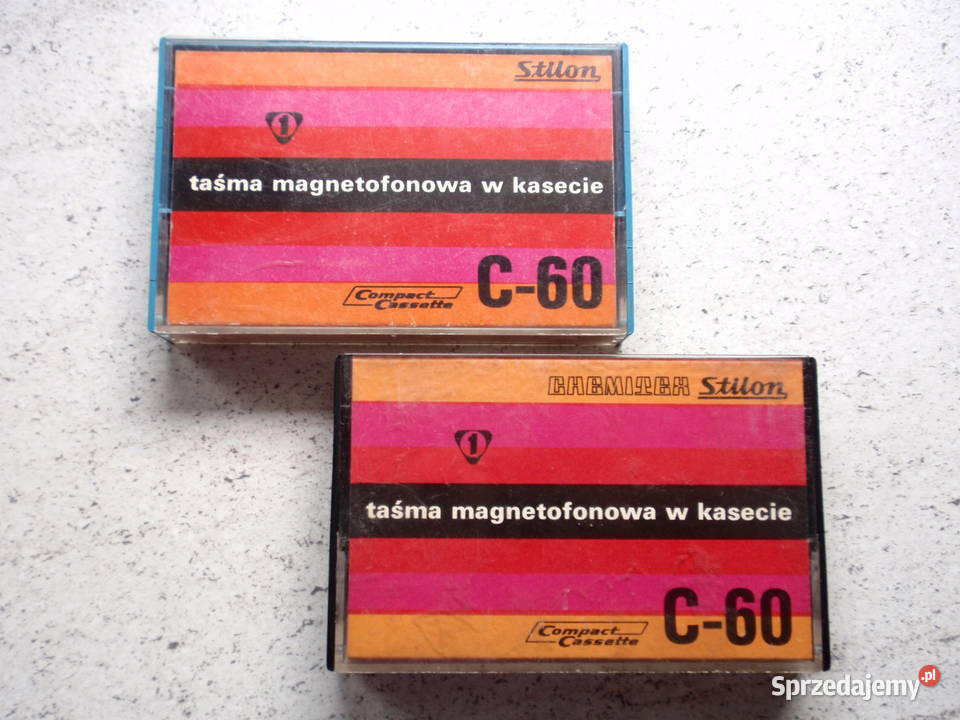 Stilon
1
taśma magnetofonowa w kasecie
C-60
Compact
Cassette
CHEMITEX Stilon
1
taśma magnetofonowa w kasecie
C-60
Compact
Cassette
Sprzedajemy.pl